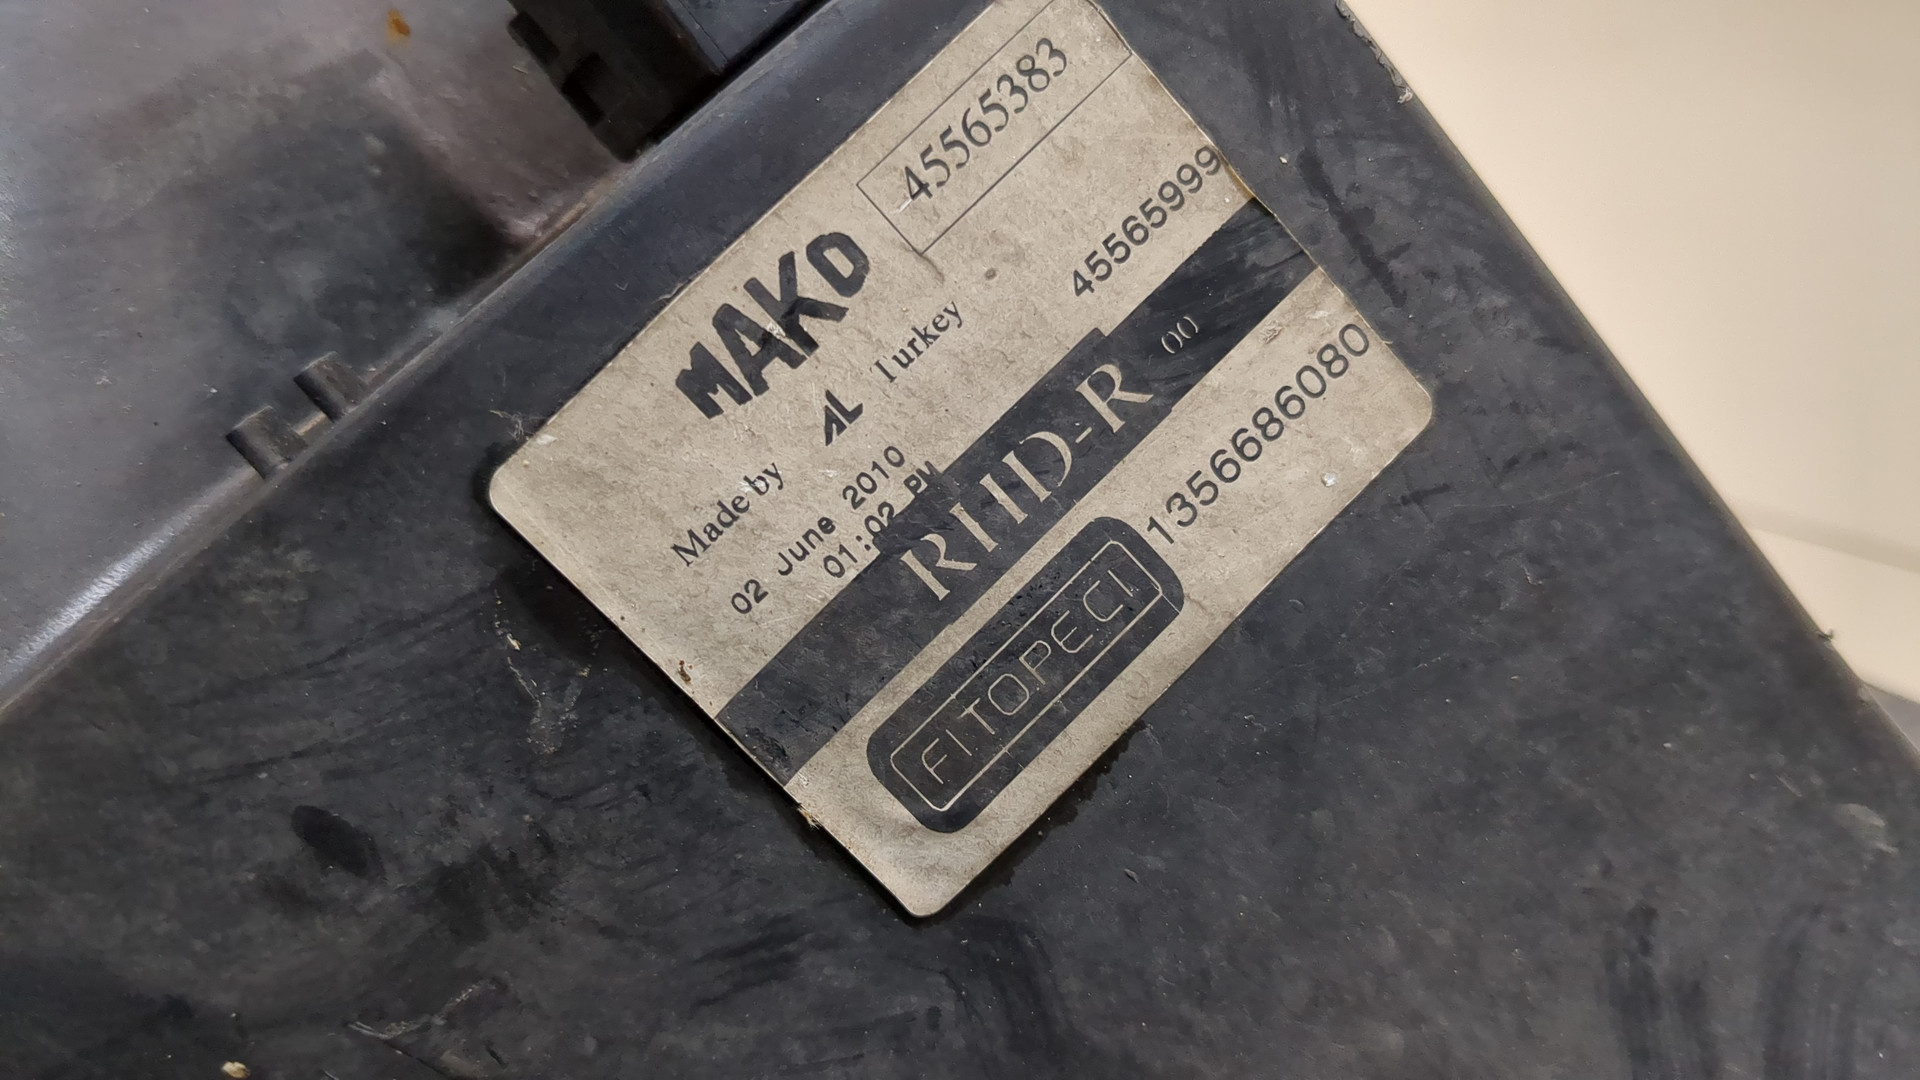 45565383
MAKO
45565999
Made by AL Turkey
02 June 2010
01:02 PM
RHD-R 00
1356686080
FITOPECI